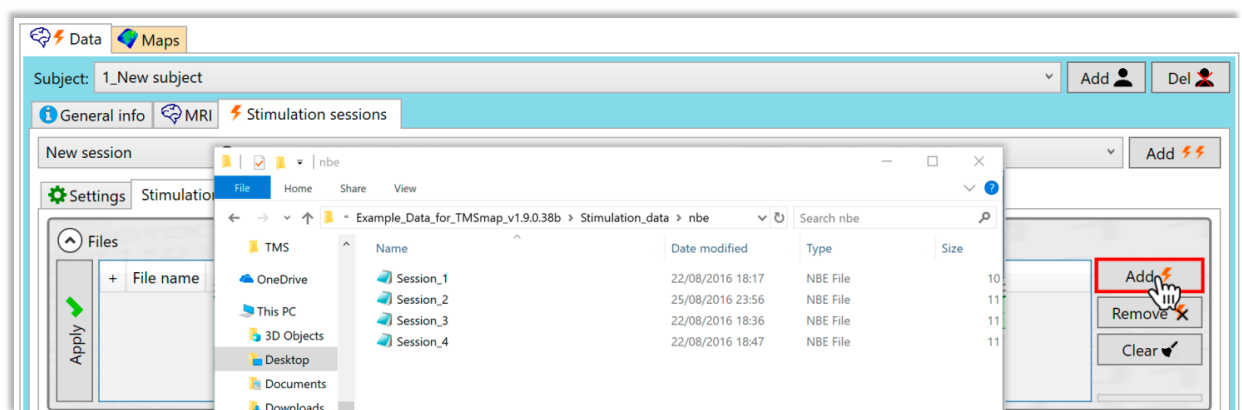 Data Maps
Subject: 1_New subject Add Del
General info MRI Stimulation sessions
New session Add
nbe
File Home Share View
Settings Stimulatio
Example_Data_for_TMSmap_v1.9.0.38b > Stimulation_data > nbe Search nbe
Files
TMS Name Date modified Type Size
+ File name OneDrive Session_1 22/08/2016 18:17 NBE File 10 Add
Session_2 25/08/2016 23:56 NBE File 11
This PC Session_3 22/08/2016 18:36 NBE File 11 Remove
3D Objects Session_4 22/08/2016 18:47 NBE File 11
Apply Desktop Clear
Documents
Downloads